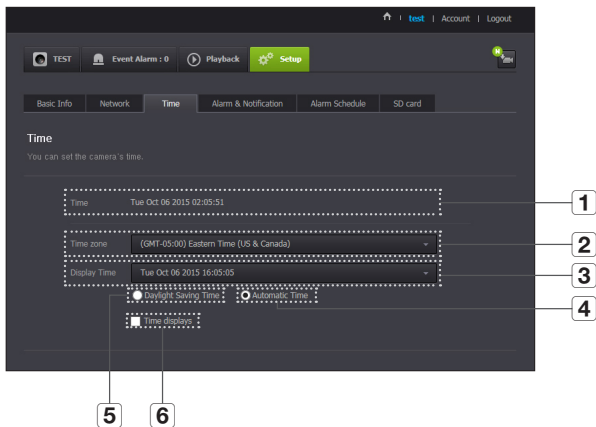 test | Account | Logout
TEST Event Alarm : 0 Playback Setup
N
Basic Info Network Time Alarm & Notification Alarm Schedule SD card
Time
You can set the camera's time.
Time Tue Oct 06 2015 02:05:51
1
Time zone (GMT-05:00) Eastern Time (US & Canada)
2
Display Time Tue Oct 06 2015 16:05:05
3
Daylight Saving Time Automatic Time
4
Time displays
5 6